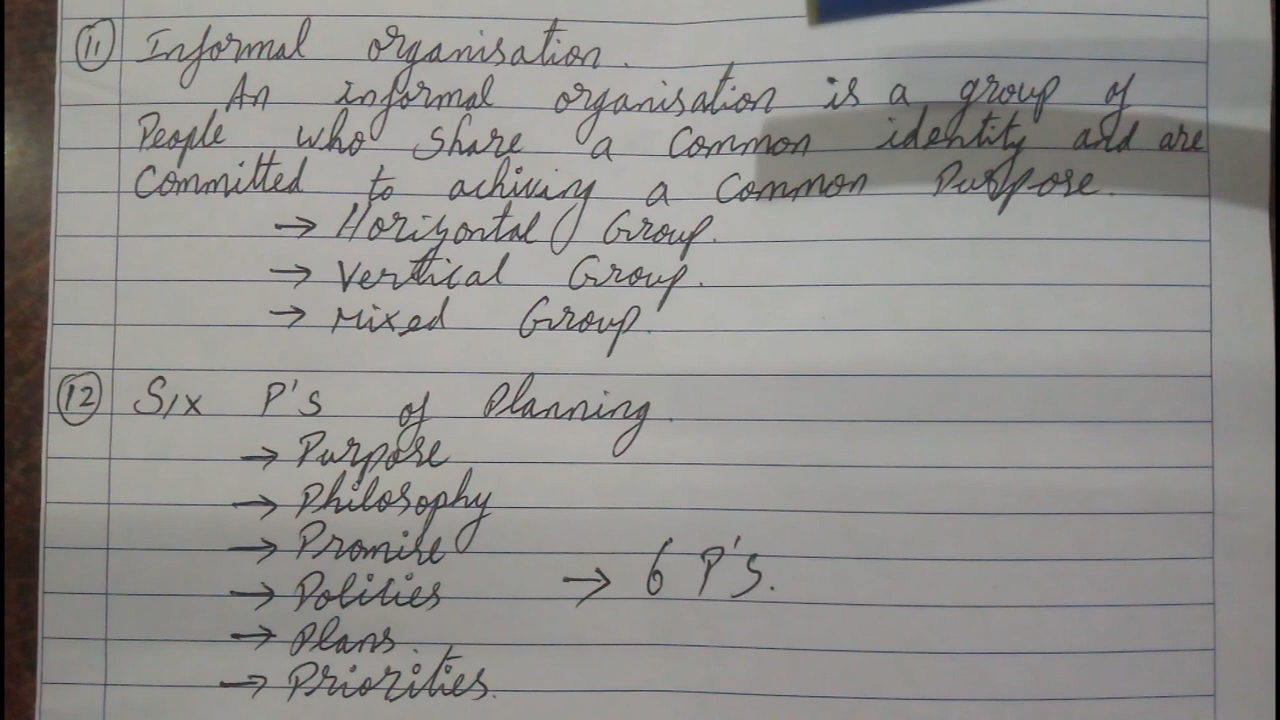 11 Informal organisation.
An informal organisation is a group of
People who share a common identity and are
Committed to achiving a common Purpose.
→ Horizontal Group.
→ Vertical Group.
→ Mixed Group.
12 Six P's of Planning.
→ Purpose
→ Philosophy
→ Promise
→ Policies → 6 P's.
→ Plans.
→ Priorities.